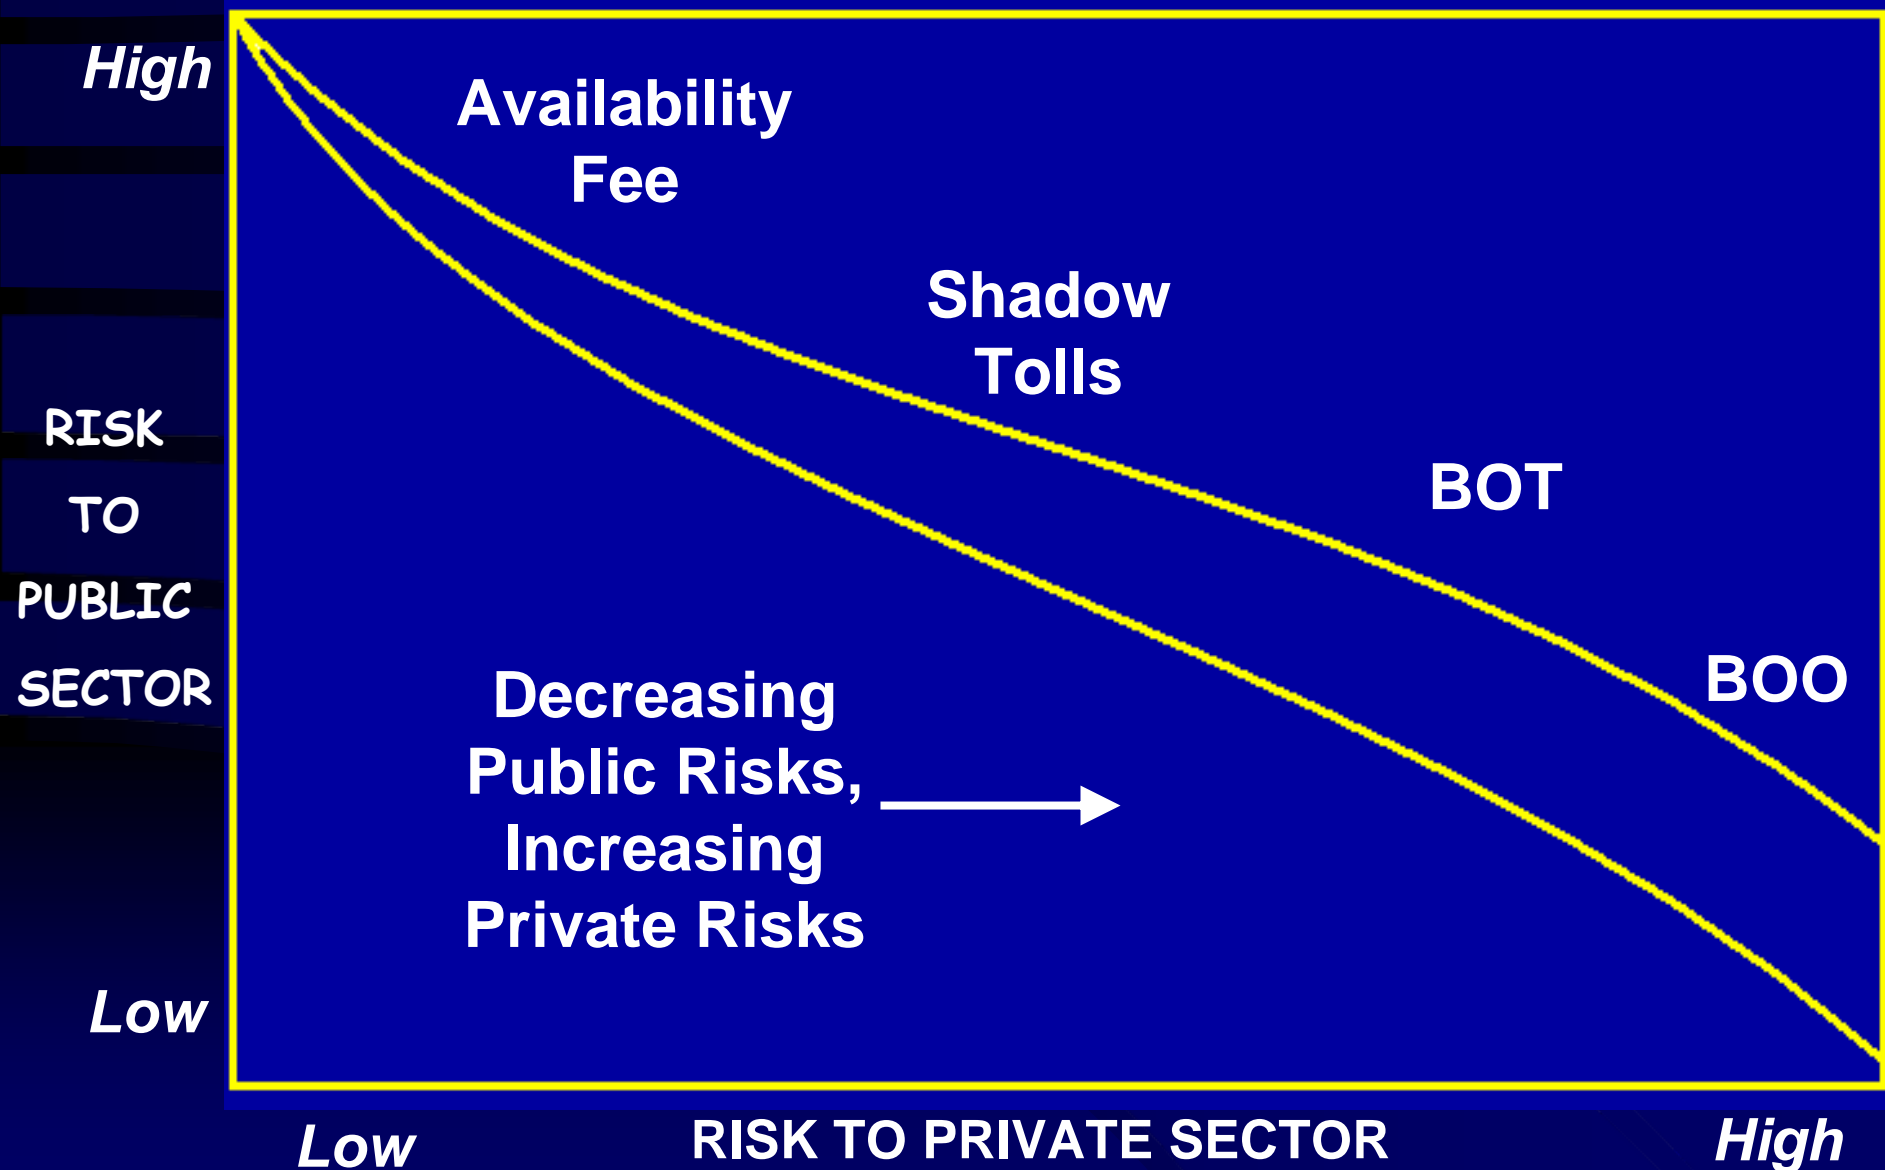 High
Availability
Fee
Shadow
Tolls
RISK
TO
PUBLIC
SECTOR
BOT
BOO
Decreasing
Public Risks,
Increasing
Private Risks
Low
Low
RISK TO PRIVATE SECTOR
High